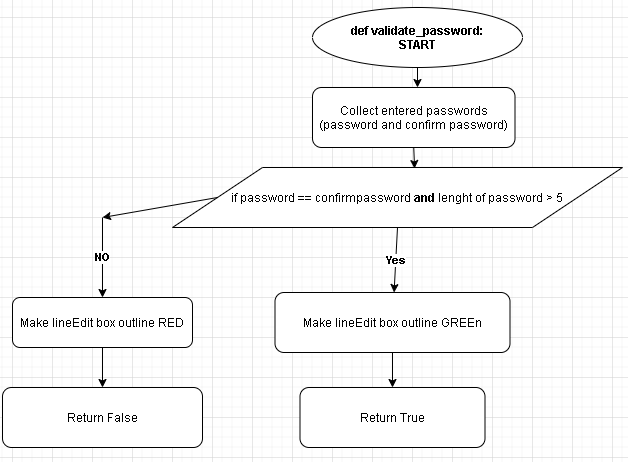 def validate_password:
START
Collect entered passwords
(password and confirm password)
if password == confirmpassword and lenght of password > 5
NO
Yes
Make lineEdit box outline RED
Make lineEdit box outline GREEn
Return False
Return True